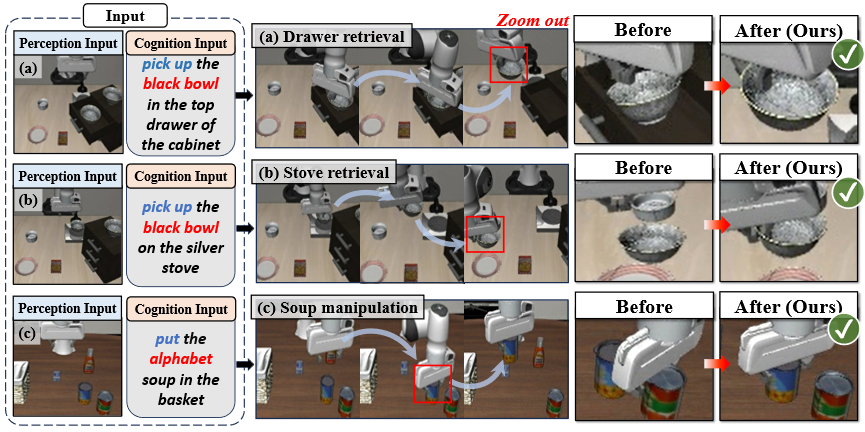 Input
Zoom out
Perception Input
Cognition Input
(a)
pick up the
black bowl
in the top
drawer of
the cabinet
(a) Drawer retrieval
Before
After (Ours)
Perception Input
Cognition Input
(b)
pick up the
black bowl
on the silver
stove
(b) Stove retrieval
Before
After (Ours)
Perception Input
Cognition Input
(c)
put the
alphabet
soup in the
basket
(c) Soup manipulation
Before
After (Ours)